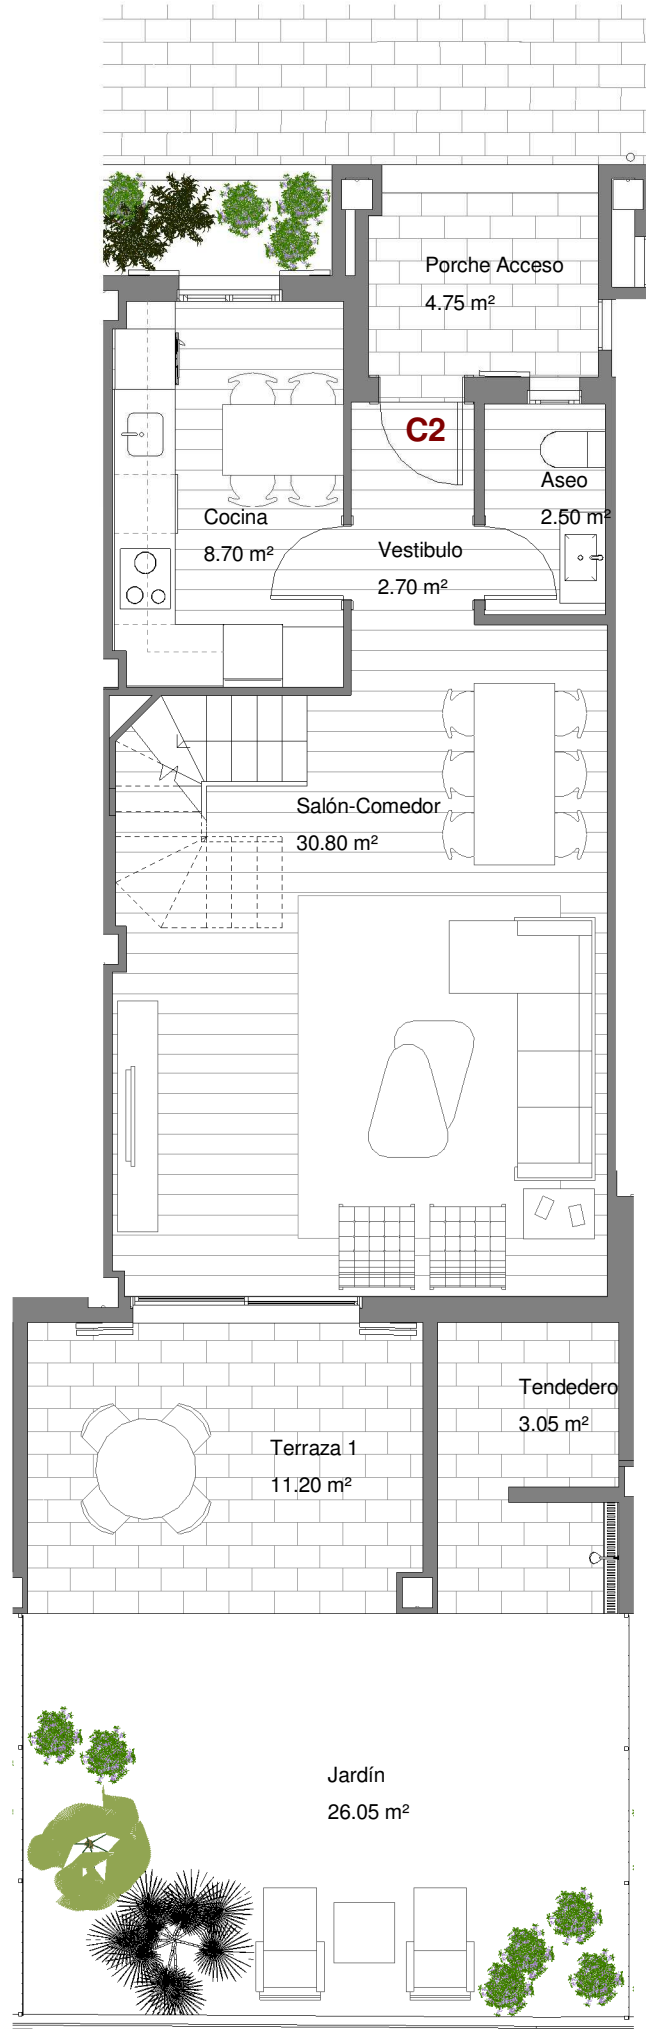 Porche Acceso
4.75 m²
C2
Aseo
2.50 m²
Cocina
8.70 m²
Vestibulo
2.70 m²
Salón-Comedor
30.80 m²
Tendedero
3.05 m²
Terraza 1
11.20 m²
Jardín
26.05 m²